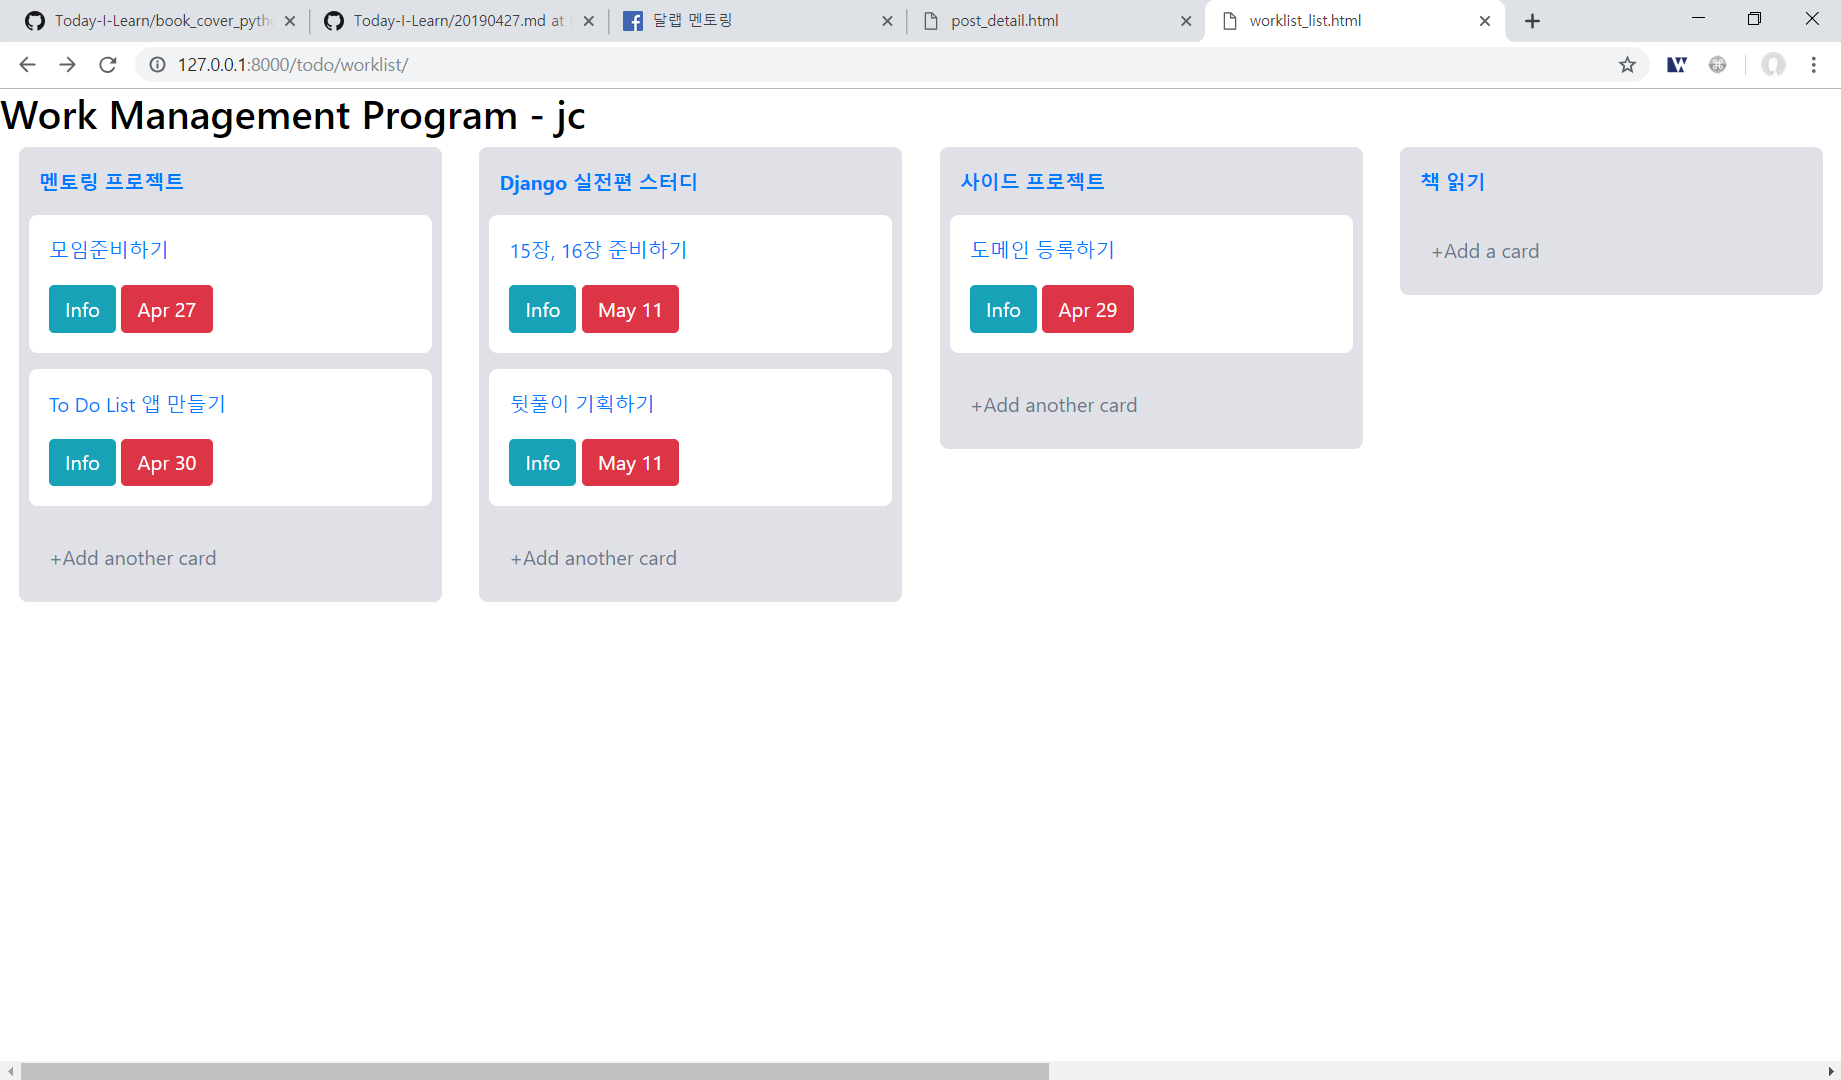 Today-I-Learn/book_cover_pyth
Today-I-Learn/20190427.md at
달랩 멘토링
post_detail.html
worklist_list.html
127.0.0.1:8000/todo/worklist/
Work Management Program - jc
멘토링 프로젝트
모임준비하기
Info Apr 27
To Do List 앱 만들기
Info Apr 30
+Add another card
Django 실전편 스터디
15장, 16장 준비하기
Info May 11
뒷풀이 기획하기
Info May 11
+Add another card
사이드 프로젝트
도메인 등록하기
Info Apr 29
+Add another card
책 읽기
+Add a card